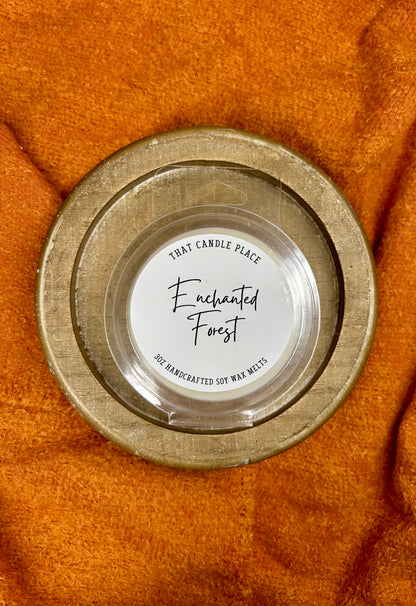 THAT CANDLE PLACE
Enchanted
Forest
3OZ HANDCRAFTED SOY WAX MELTS